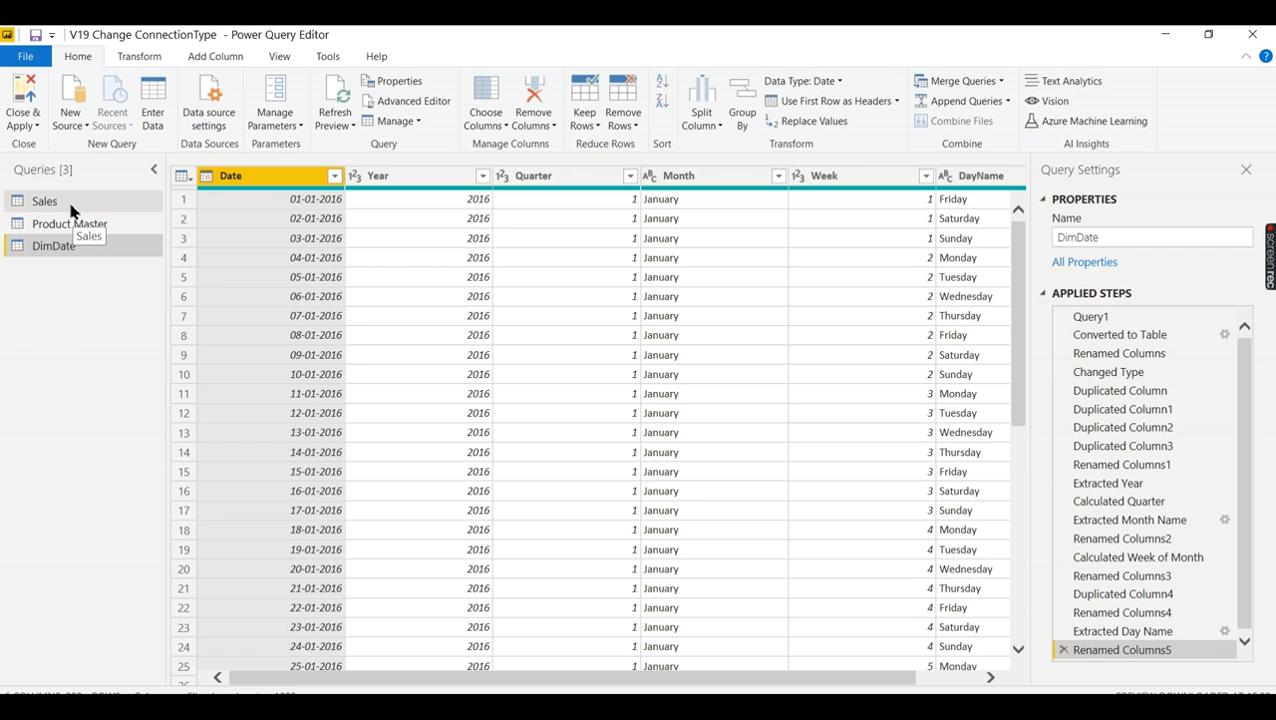 V19 Change ConnectionType - Power Query Editor
File Home Transform Add Column View Tools Help
Close & Apply
New Source
Recent Sources
Enter Data
Data source settings
Manage Parameters
Refresh Preview
Properties
Advanced Editor
Manage
Choose Columns
Remove Columns
Keep Rows
Remove Rows
Split Column
Group By
Data Type: Date
Use First Row as Headers
Replace Values
Merge Queries
Append Queries
Combine Files
Text Analytics
Vision
Azure Machine Learning
Close New Query Data Sources Parameters Query Manage Columns Reduce Rows Sort Transform Combine AI Insights
Queries [3]
Sales
Product Master
Sales
DimDate
Date 123 Year 123 Quarter ABC Month 123 Week ABC DayName
1 01-01-2016 2016 1 January 1 Friday
2 02-01-2016 2016 1 January 1 Saturday
3 03-01-2016 2016 1 January 1 Sunday
4 04-01-2016 2016 1 January 2 Monday
5 05-01-2016 2016 1 January 2 Tuesday
6 06-01-2016 2016 1 January 2 Wednesday
7 07-01-2016 2016 1 January 2 Thursday
8 08-01-2016 2016 1 January 2 Friday
9 09-01-2016 2016 1 January 2 Saturday
10 10-01-2016 2016 1 January 2 Sunday
11 11-01-2016 2016 1 January 3 Monday
12 12-01-2016 2016 1 January 3 Tuesday
13 13-01-2016 2016 1 January 3 Wednesday
14 14-01-2016 2016 1 January 3 Thursday
15 15-01-2016 2016 1 January 3 Friday
16 16-01-2016 2016 1 January 3 Saturday
17 17-01-2016 2016 1 January 3 Sunday
18 18-01-2016 2016 1 January 4 Monday
19 19-01-2016 2016 1 January 4 Tuesday
20 20-01-2016 2016 1 January 4 Wednesday
21 21-01-2016 2016 1 January 4 Thursday
22 22-01-2016 2016 1 January 4 Friday
23 23-01-2016 2016 1 January 4 Saturday
24 24-01-2016 2016 1 January 4 Sunday
25 25-01-2016 2016 1 January 5 Monday
Query Settings
PROPERTIES
Name
DimDate
All Properties
APPLIED STEPS
Query1
Converted to Table
Renamed Columns
Changed Type
Duplicated Column
Duplicated Column1
Duplicated Column2
Duplicated Column3
Renamed Columns1
Extracted Year
Calculated Quarter
Extracted Month Name
Renamed Columns2
Calculated Week of Month
Renamed Columns3
Duplicated Column4
Renamed Columns4
Extracted Day Name
Renamed Columns5
screenrec